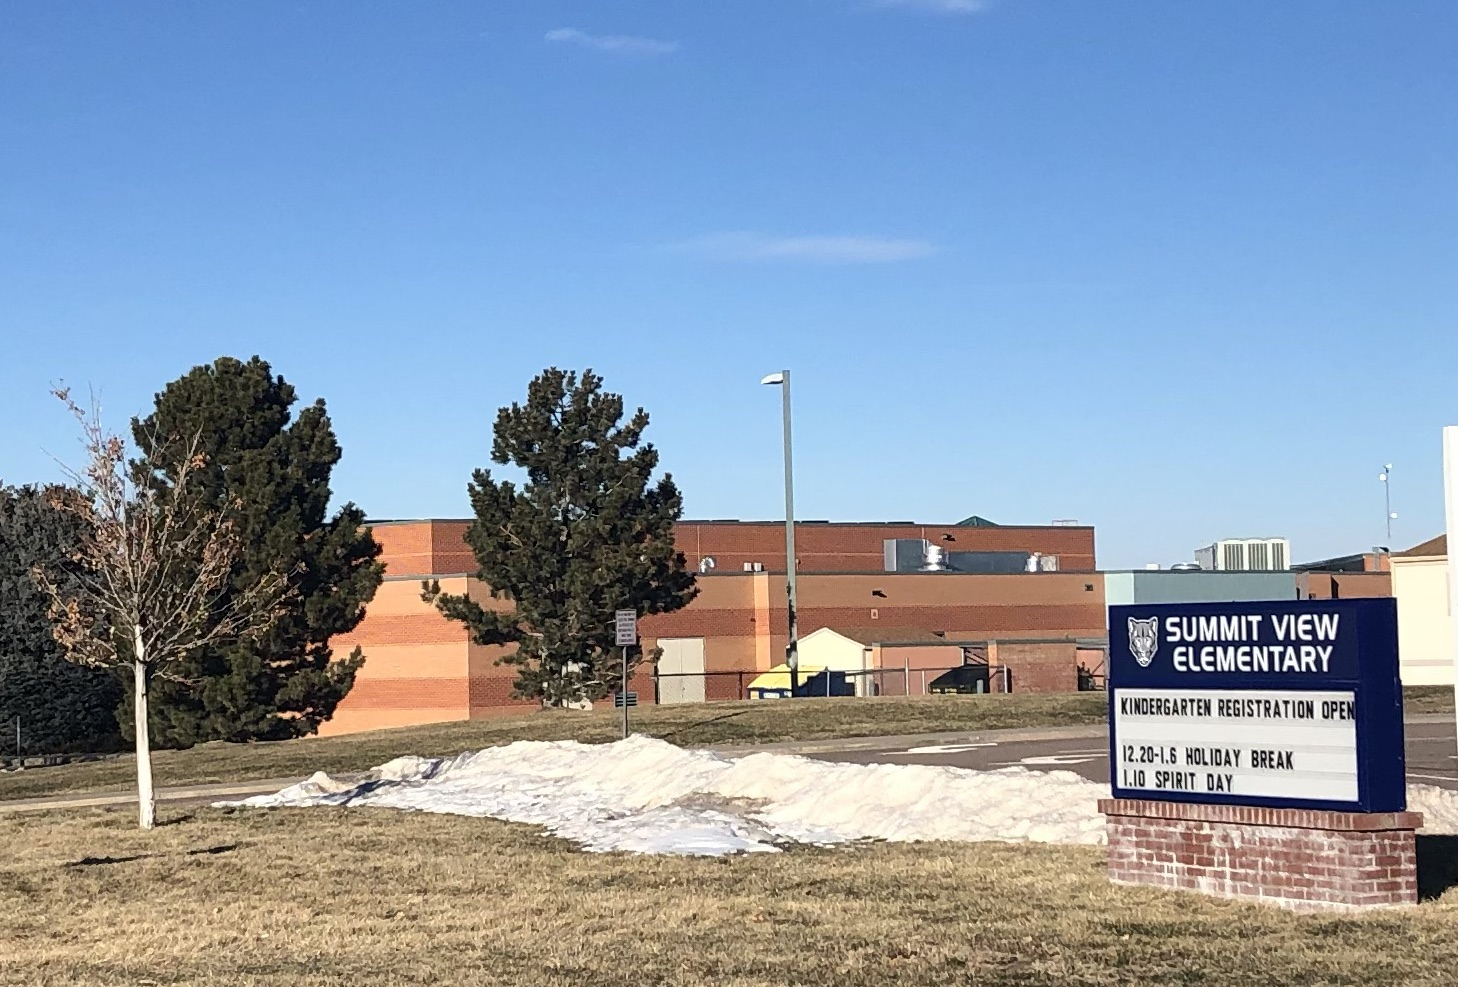 SUMMIT VIEW
ELEMENTARY
KINDERGARTEN REGISTRATION OPEN
12.20-1.6 HOLIDAY BREAK
1.10 SPIRIT DAY